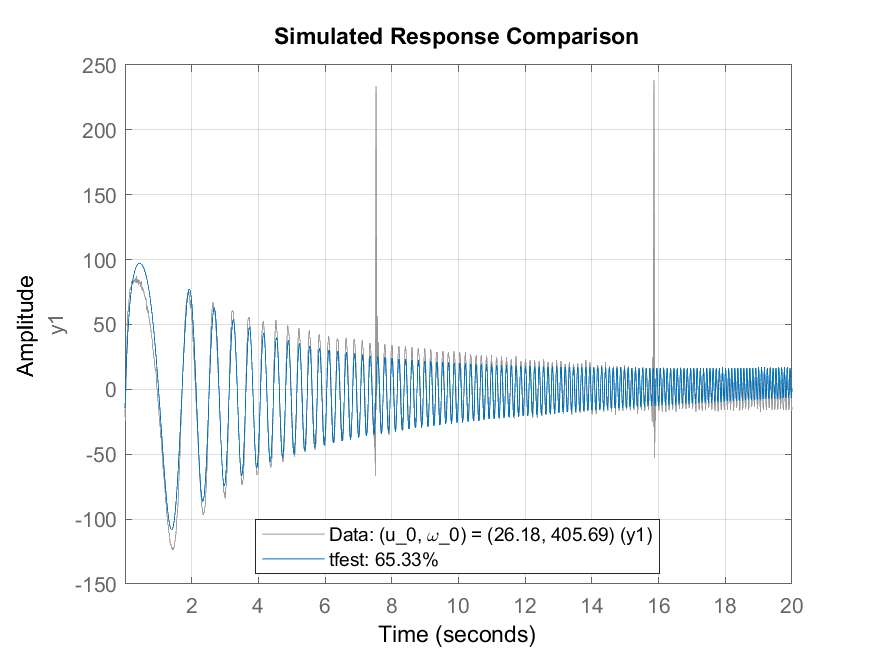 Simulated Response Comparison
250
200
150
100
50
0
-50
-100
-150
Amplitude
y1
Data: (u_0, ω_0) = (26.18, 405.69) (y1)
tfest: 65.33%
2 4 6 8 10 12 14 16 18 20
Time (seconds)